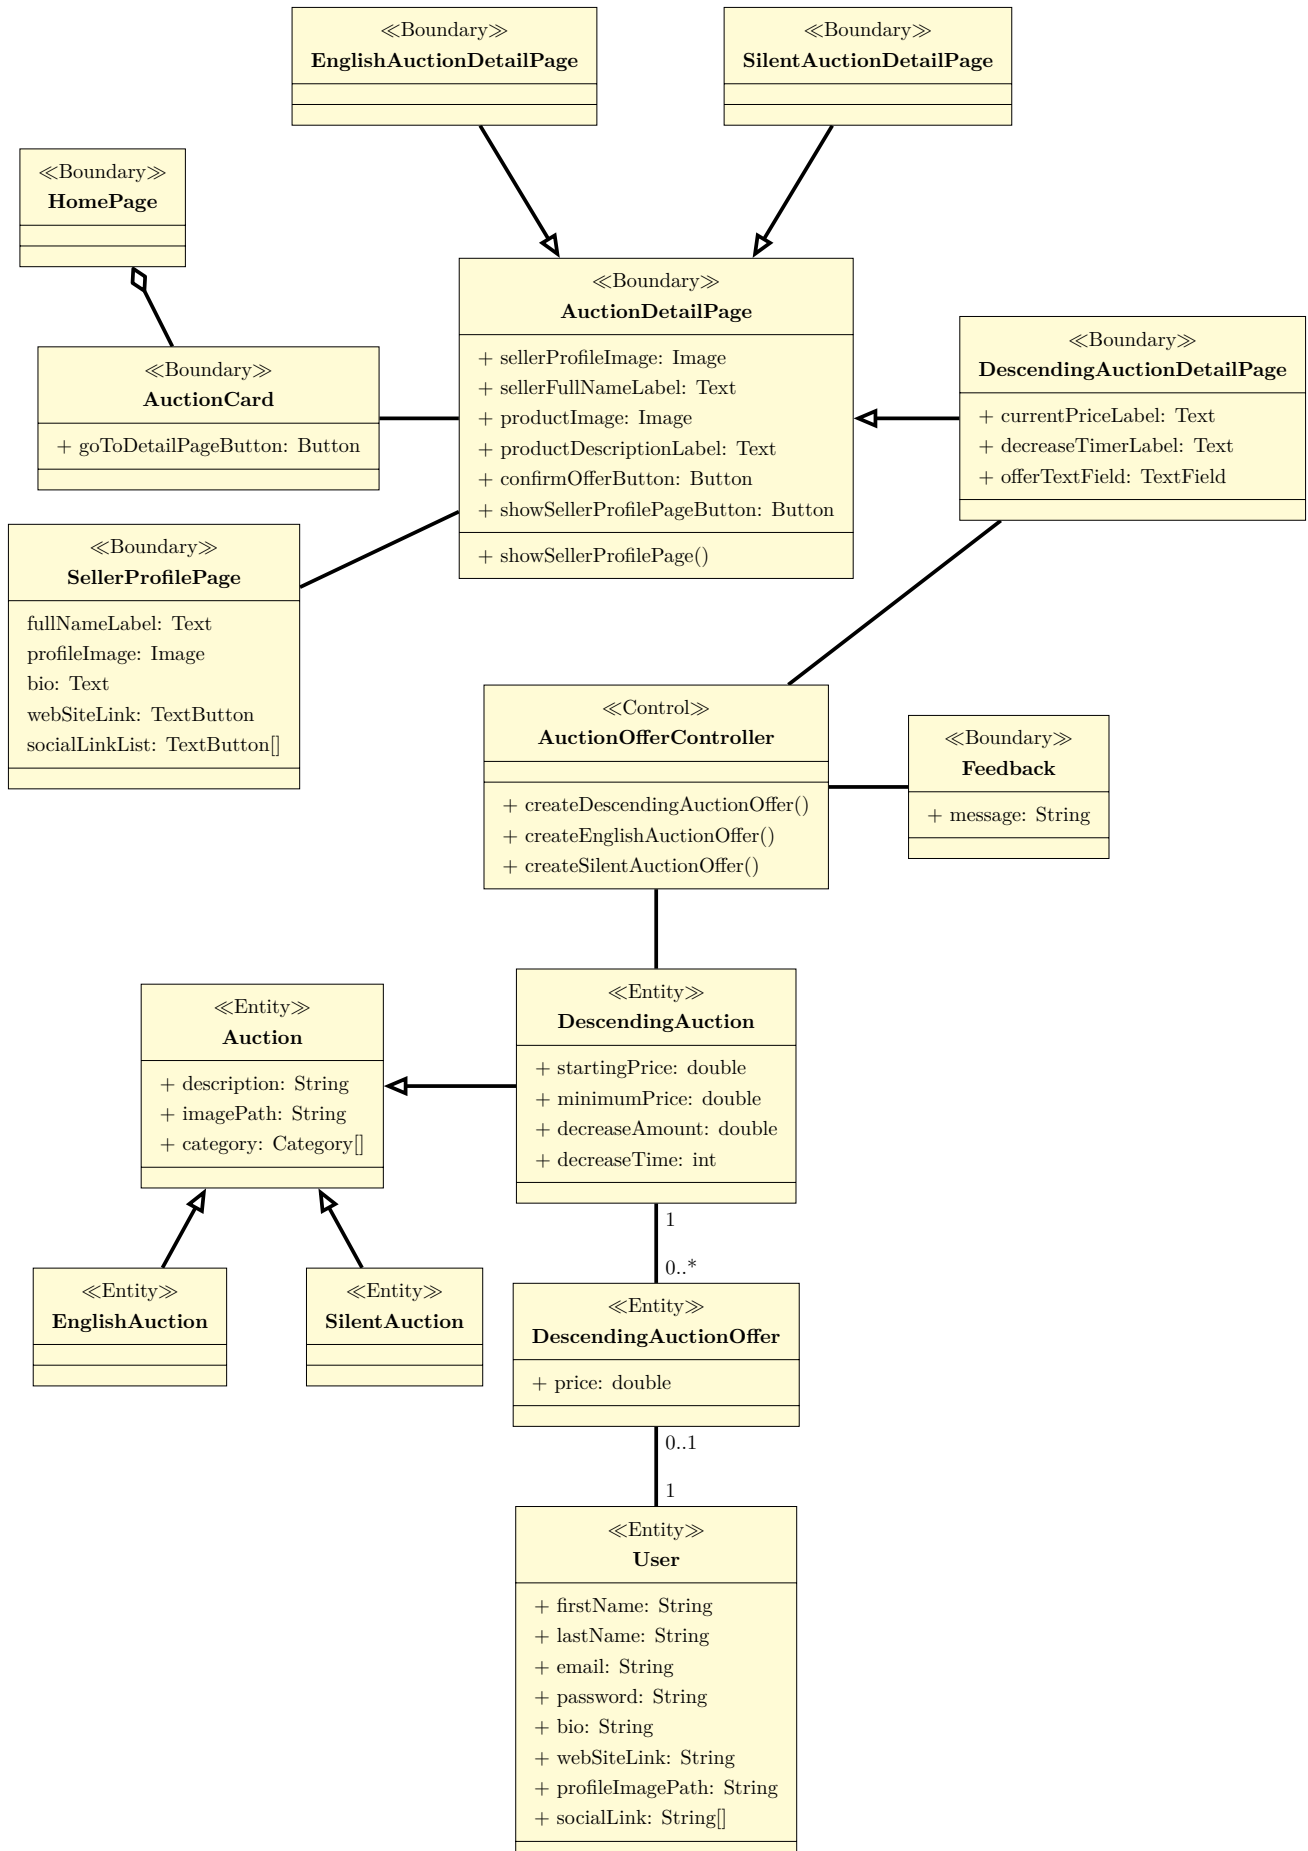 ≪Boundary≫
EnglishAuctionDetailPage
≪Boundary≫
SilentAuctionDetailPage
≪Boundary≫
HomePage
≪Boundary≫
AuctionDetailPage
+ sellerProfileImage: Image
+ sellerFullNameLabel: Text
+ productImage: Image
+ productDescriptionLabel: Text
+ confirmOfferButton: Button
+ showSellerProfilePageButton: Button
+ showSellerProfilePage()
≪Boundary≫
DescendingAuctionDetailPage
+ currentPriceLabel: Text
+ decreaseTimerLabel: Text
+ offerTextField: TextField
≪Boundary≫
AuctionCard
+ goToDetailPageButton: Button
≪Boundary≫
SellerProfilePage
fullNameLabel: Text
profileImage: Image
bio: Text
webSiteLink: TextButton
socialLinkList: TextButton[]
≪Control≫
AuctionOfferController
+ createDescendingAuctionOffer()
+ createEnglishAuctionOffer()
+ createSilentAuctionOffer()
≪Boundary≫
Feedback
+ message: String
≪Entity≫
Auction
+ description: String
+ imagePath: String
+ category: Category[]
≪Entity≫
DescendingAuction
+ startingPrice: double
+ minimumPrice: double
+ decreaseAmount: double
+ decreaseTime: int
1
0..*
≪Entity≫
EnglishAuction
≪Entity≫
SilentAuction
≪Entity≫
DescendingAuctionOffer
+ price: double
0..1
1
≪Entity≫
User
+ firstName: String
+ lastName: String
+ email: String
+ password: String
+ bio: String
+ webSiteLink: String
+ profileImagePath: String
+ socialLink: String[]